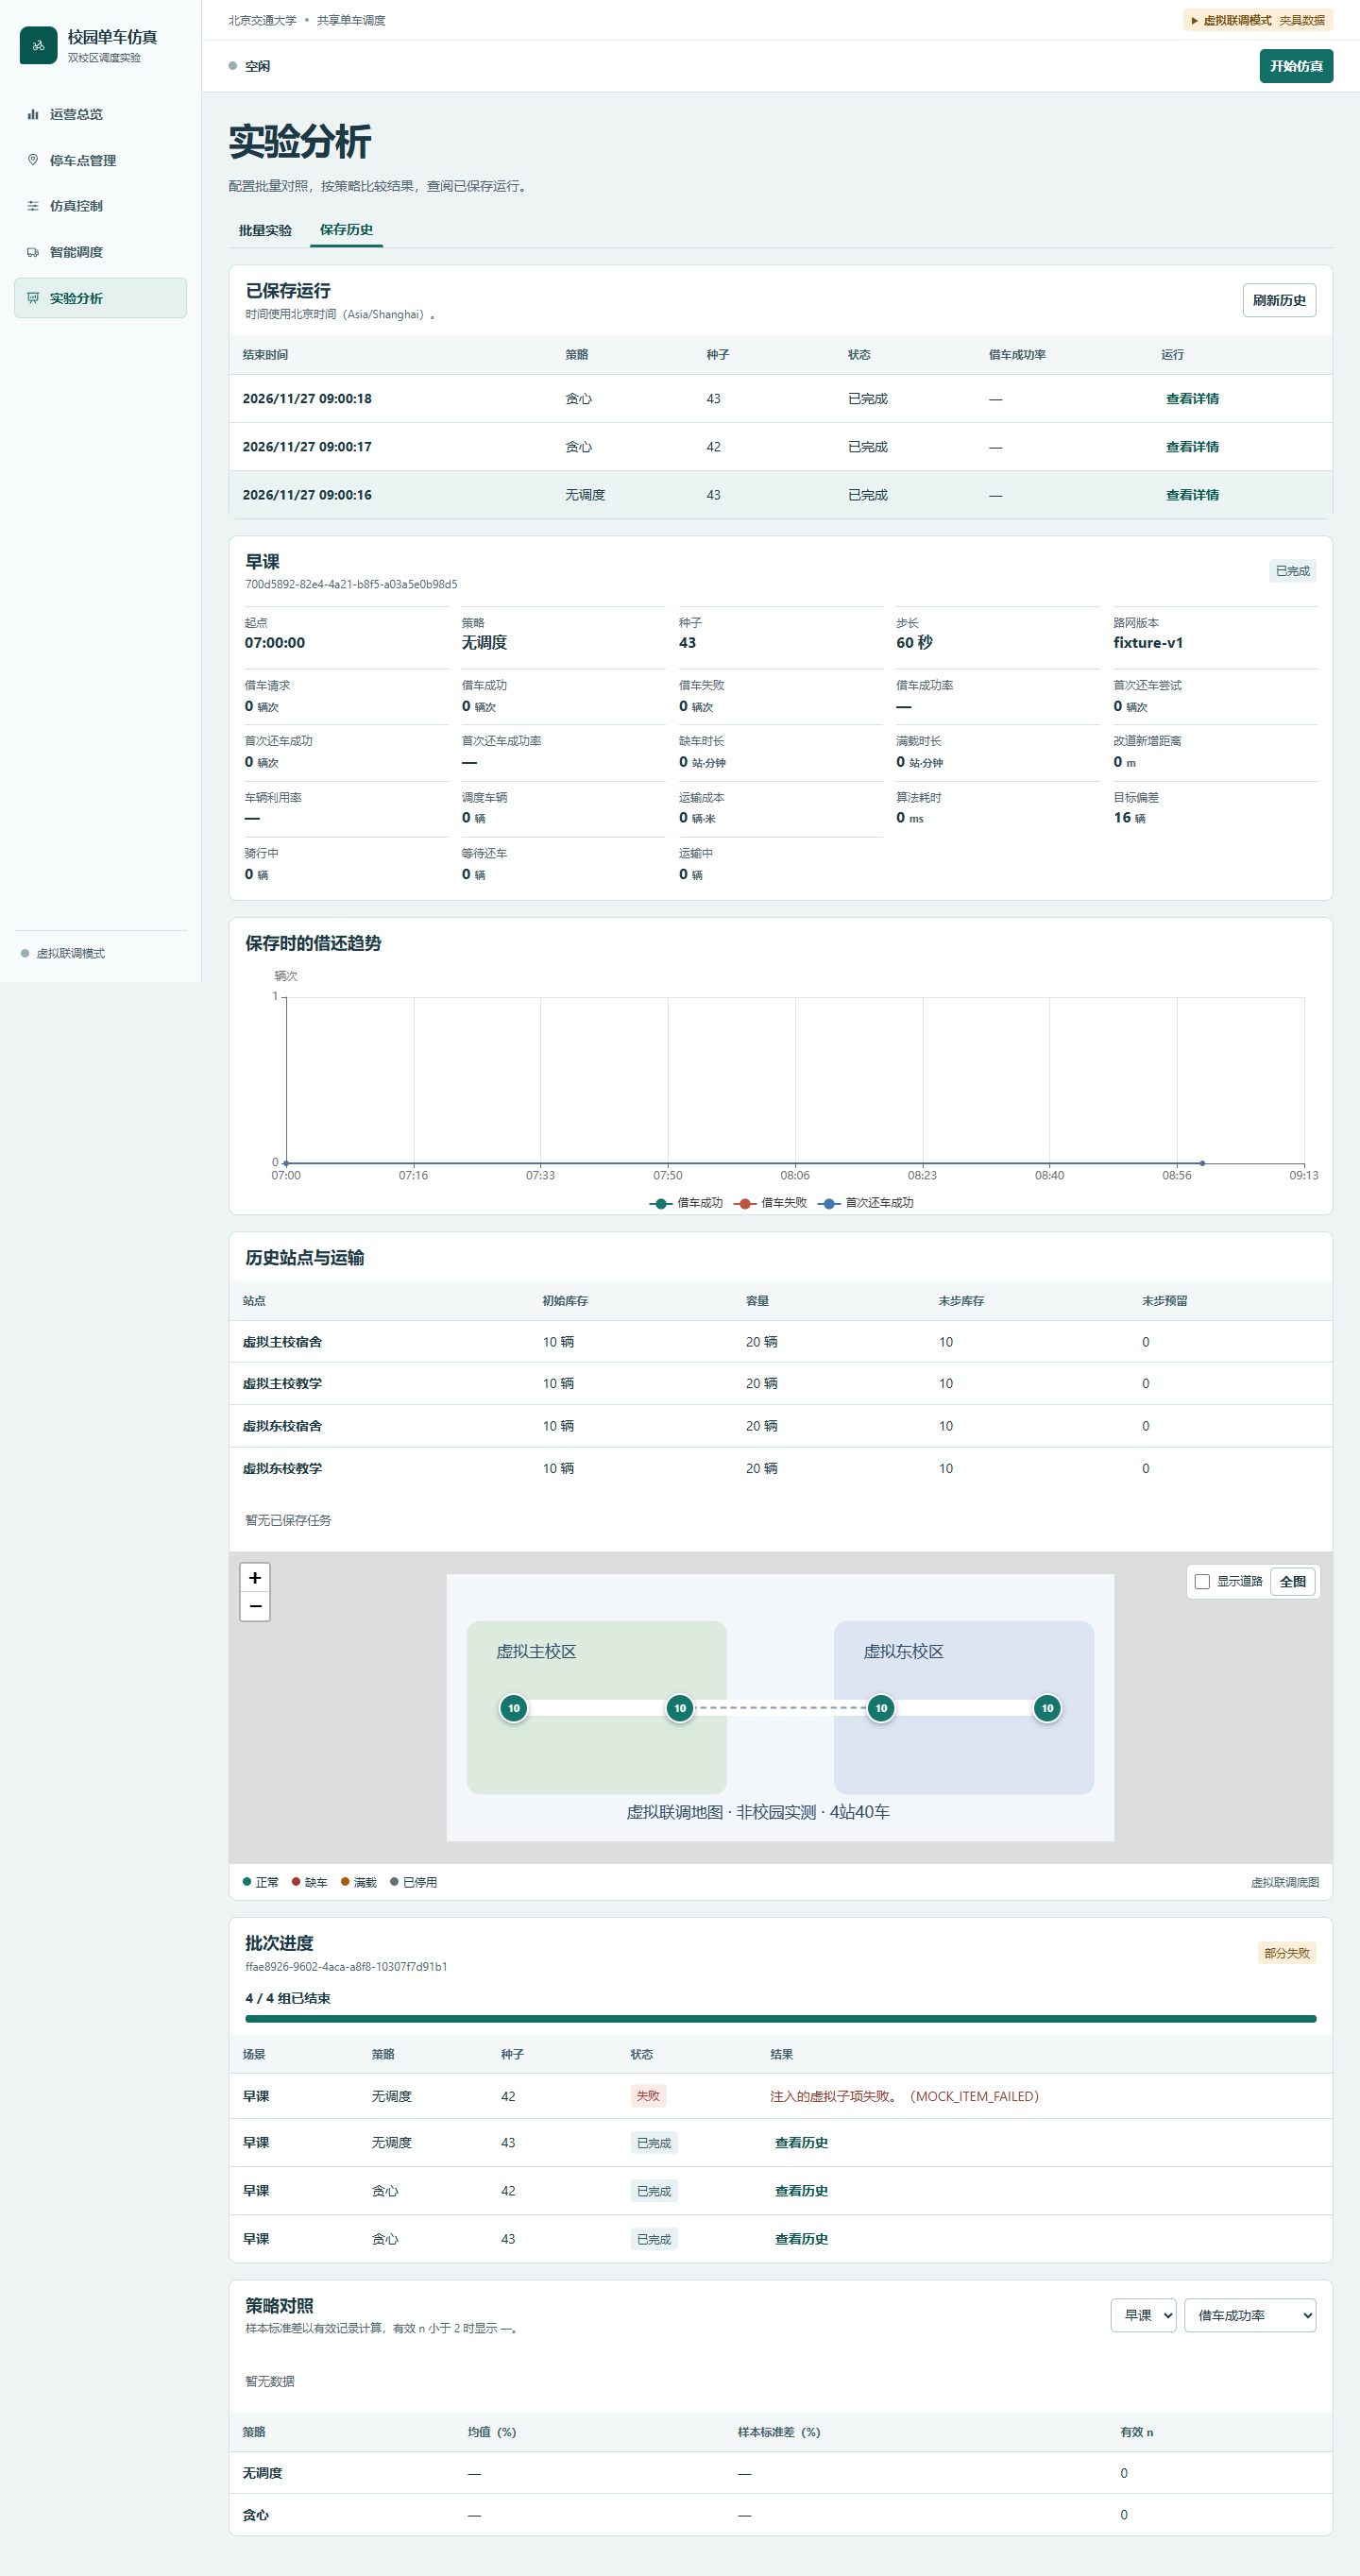 校园单车仿真
双校区调度实验
运营总览
停车点管理
仿真控制
智能调度
实验分析
虚拟联调模式
北京交通大学 • 共享单车调度
▶ 虚拟联调模式 夹具数据
空闲
开始仿真
实验分析
配置批量对照，按策略比较结果，查阅已保存运行。
批量实验 保存历史
已保存运行
时间使用北京时间（Asia/Shanghai）。
刷新历史
结束时间 策略 种子 状态 借车成功率 运行
2026/11/27 09:00:18 贪心 43 已完成 — 查看详情
2026/11/27 09:00:17 贪心 42 已完成 — 查看详情
2026/11/27 09:00:16 无调度 43 已完成 — 查看详情
早课
700d5892-82e4-4a21-b8f5-a03a5e0b98d5
已完成
起点 策略 种子 步长 路网版本
07:00:00 无调度 43 60 秒 fixture-v1
借车请求 借车成功 借车失败 借车成功率 首次还车尝试
0 辆次 0 辆次 0 辆次 — 0 辆次
首次还车成功 首次还车成功率 缺车时长 满载时长 改道新增距离
0 辆次 — 0 站·分钟 0 站·分钟 0 m
车辆利用率 调度车辆 运输成本 算法耗时 目标偏差
— 0 辆 0 辆·米 0 ms 16 辆
骑行中 等待还车 运输中
0 辆 0 辆 0 辆
保存时的借还趋势
辆次
1
0
07:00 07:16 07:33 07:50 08:06 08:23 08:40 08:56 09:13
借车成功 借车失败 首次还车成功
历史站点与运输
站点 初始库存 容量 末步库存 末步预留
虚拟主校宿舍 10 辆 20 辆 10 0
虚拟主校教学 10 辆 20 辆 10 0
虚拟东校宿舍 10 辆 20 辆 10 0
虚拟东校教学 10 辆 20 辆 10 0
暂无已保存任务
+
−
显示道路 全图
虚拟主校区 虚拟东校区
10 10 10 10
虚拟联调地图 · 非校园实测 · 4站40车
正常 缺车 满载 已停用
虚拟联调底图
批次进度
ffae8926-9602-4aca-a8f8-10307f7d91b1
部分失败
4 / 4 组已结束
场景 策略 种子 状态 结果
早课 无调度 42 失败 注入的虚拟子项失败。（MOCK_ITEM_FAILED）
早课 无调度 43 已完成 查看历史
早课 贪心 42 已完成 查看历史
早课 贪心 43 已完成 查看历史
策略对照
样本标准差以有效记录计算，有效 n 小于 2 时显示 —。
早课 借车成功率
暂无数据
策略 均值（%） 样本标准差（%） 有效 n
无调度 — — 0
贪心 — — 0